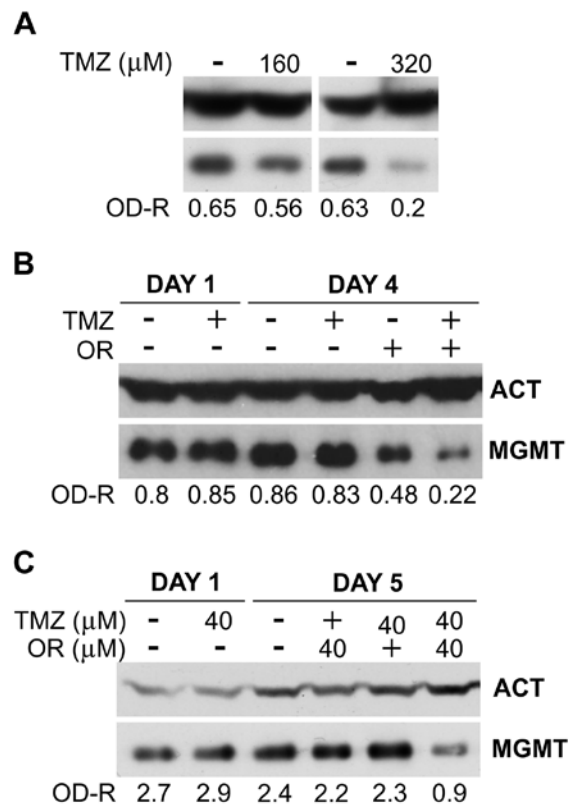 A
TMZ (μM) - 160 - 320
OD-R 0.65 0.56 0.63 0.2
B
DAY 1 DAY 4
TMZ - + - + - +
OR - - - - + +
ACT
MGMT
OD-R 0.8 0.85 0.86 0.83 0.48 0.22
C
DAY 1 DAY 5
TMZ (μM) - 40 - + 40 40
OR (μM) - - - 40 + 40
ACT
MGMT
OD-R 2.7 2.9 2.4 2.2 2.3 0.9